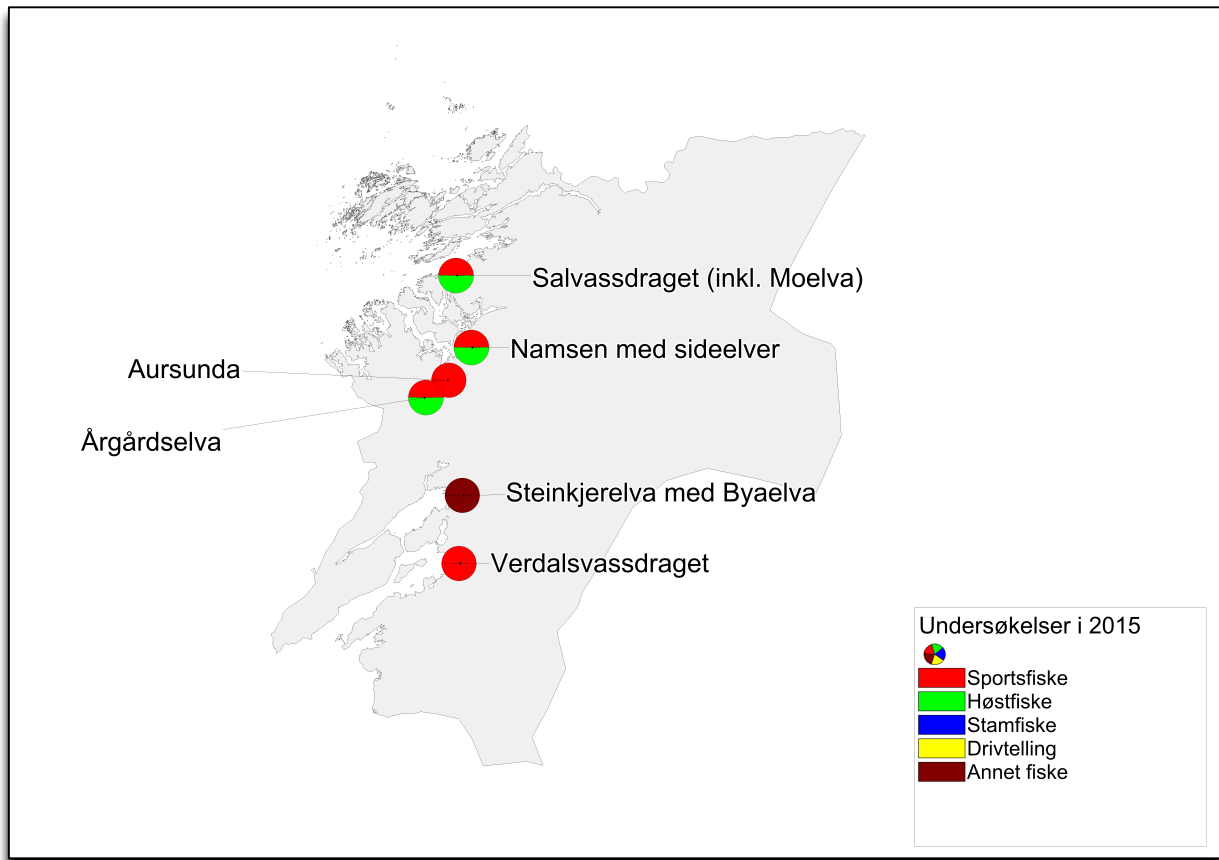 Salvassdraget (inkl. Moelva)
Namsen med sideelver
Aursunda
Årgårdselva
Steinkjerelva med Byaelva
Verdalsvassdraget
Undersøkelser i 2015
Sportsfiske
Høstfiske
Stamfiske
Drivtelling
Annet fiske